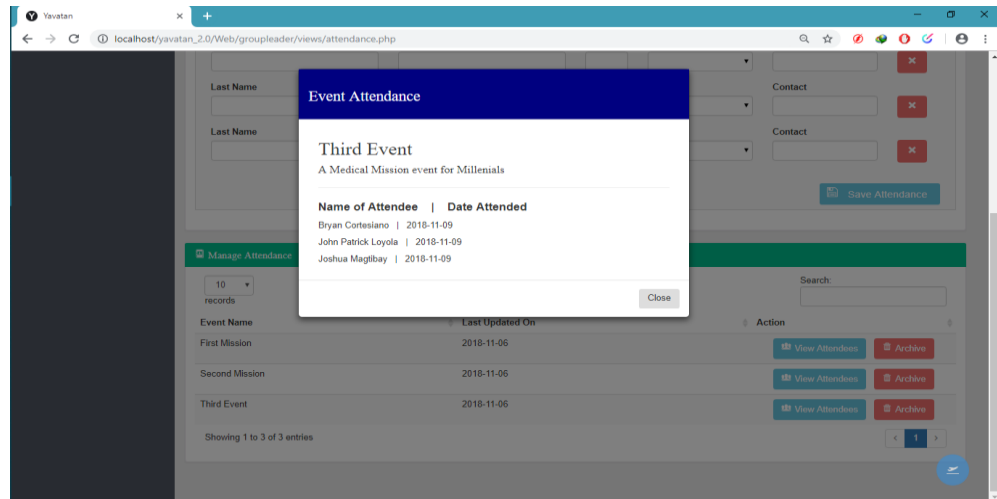 Yavatan
localhost/yavatan_2.0/Web/groupleader/views/attendance.php
Last Name
Contact
Last Name
Contact
Save Attendance
Event Attendance
Third Event
A Medical Mission event for Millenials
Name of Attendee | Date Attended
Bryan Cortesiano | 2018-11-09
John Patrick Loyola | 2018-11-09
Joshua Magtibay | 2018-11-09
Close
Manage Attendance
10
records
Search:
Event Name Last Updated On Action
First Mission 2018-11-06 View Attendees Archive
Second Mission 2018-11-06 View Attendees Archive
Third Event 2018-11-06 View Attendees Archive
Showing 1 to 3 of 3 entries
< 1 >